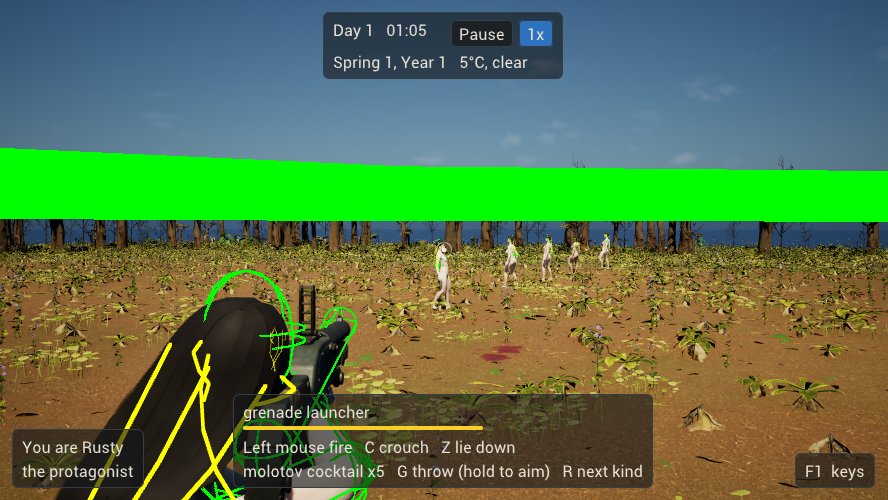 Day 1 01:05 Pause 1x
Spring 1, Year 1 5°C, clear
grenade launcher
Left mouse fire C crouch Z lie down
molotov cocktail x5 G throw (hold to aim) R next kind
You are Rusty
the protagonist
F1 keys